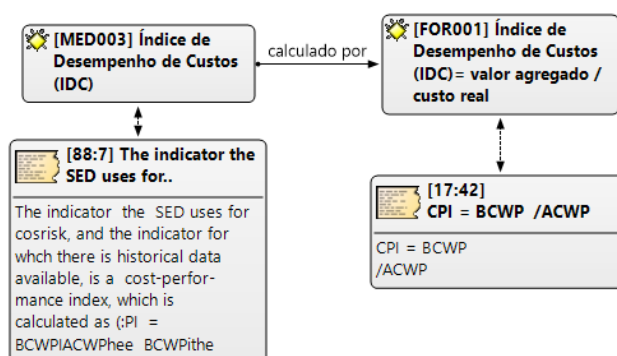 [MED003] Índice de
Desempenho de Custos
(IDC)
calculado por
[FOR001] Índice de
Desempenho de Custos
(IDC)= valor agregado /
custo real
[88:7] The indicator the
SED uses for..
The indicator the SED uses for
cosrisk, and the indicator for
whch there is historical data
available, is a cost-perfor-
mance index, which is
calculated as (:PI =
BCWPIACWPhee BCWPithe
[17:42]
CPI = BCWP /ACWP
CPI = BCWP
/ACWP